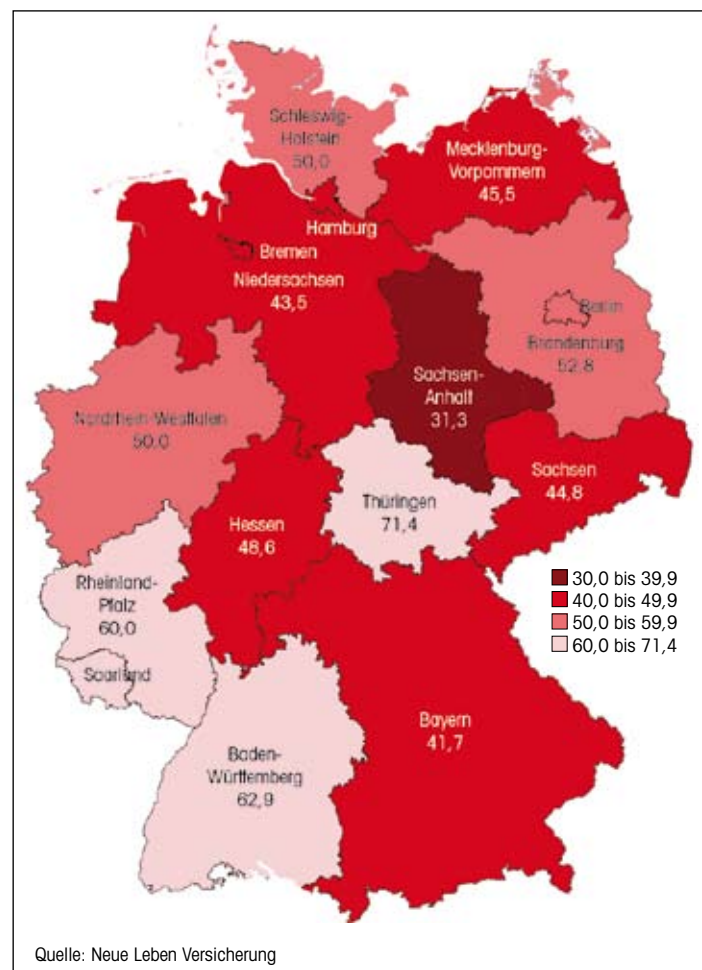 Schleswig-
Holstein
50,0
Mecklenburg-
Vorpommern
45,5
Hamburg
Bremen
Niedersachsen
43,5
Berlin
Brandenburg
52,8
Sachsen-
Anhalt
31,3
Nordrhein-Westfalen
50,0
Sachsen
44,8
Thüringen
71,4
Hessen
48,6
Rheinland-
Pfalz
60,0
Saarland
30,0 bis 39,9
40,0 bis 49,9
50,0 bis 59,9
60,0 bis 71,4
Bayern
41,7
Baden-
Württemberg
62,9
Quelle: Neue Leben Versicherung